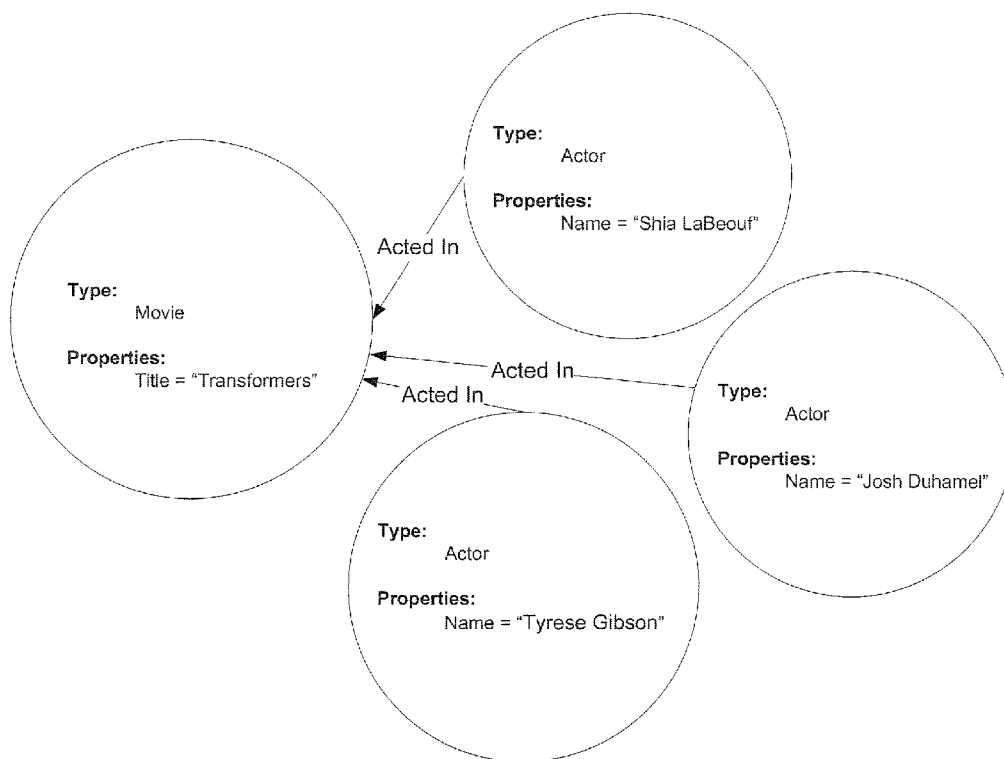 Type:
Actor
Properties:
Name = “Shia LaBeouf”
Acted In
Type:
Movie
Properties:
Title = “Transformers”
Acted In
Acted In
Type:
Actor
Properties:
Name = “Josh Duhamel”
Type:
Actor
Properties:
Name = “Tyrese Gibson”